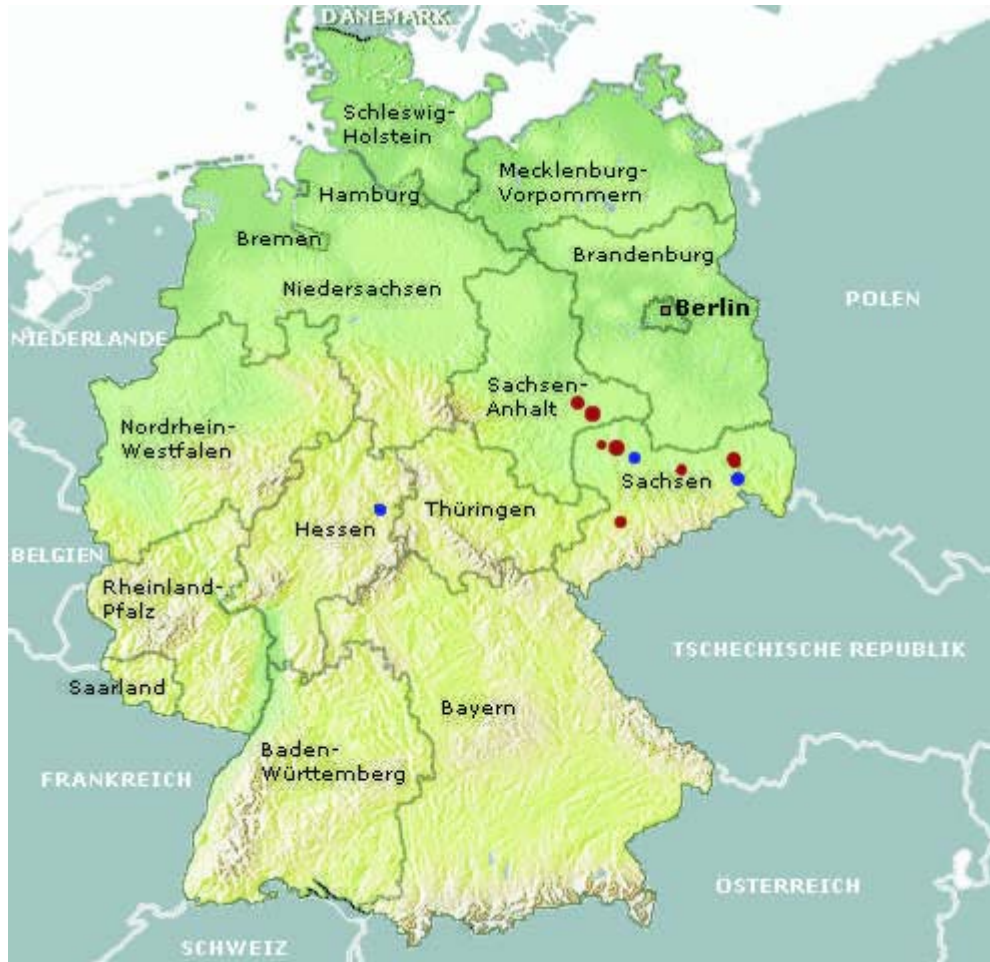 DÄNEMARK
Schleswig-
Holstein
Mecklenburg-
Vorpommern
Hamburg
Bremen
Brandenburg
Niedersachsen
Berlin
POLEN
NIEDERLANDE
Sachsen-
Anhalt
Nordrhein-
Westfalen
Sachsen
Thüringen
Hessen
BELGIEN
Rheinland-
Pfalz
TSCHECHISCHE REPUBLIK
Saarland
Bayern
Baden-
Württemberg
FRANKREICH
ÖSTERREICH
SCHWEIZ